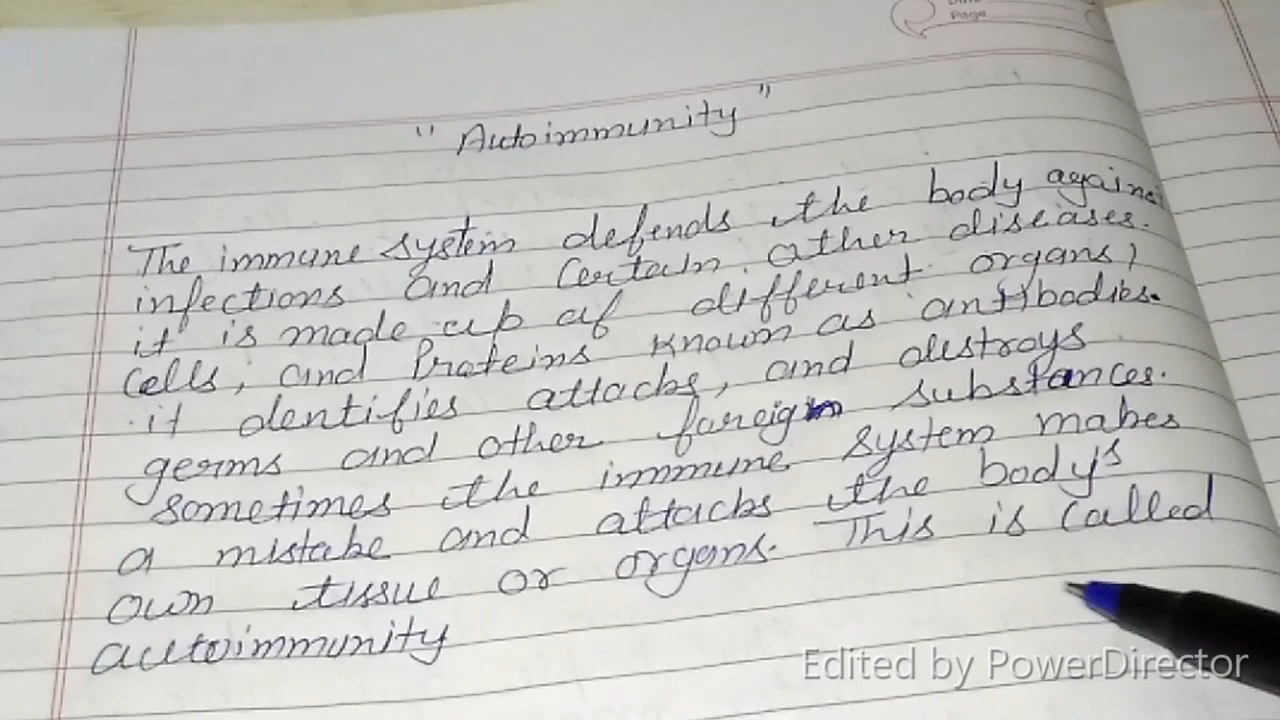 Page
" Autoimmunity "
The immune system defends the body against
infections and certain other diseases.
it is made up of different organs,
cells, and Proteins known as antibodies.
it dentifies attacks, and destroys
germs and other foreign substances.
sometimes the immune system makes
a mistake and attacks the body's
own tissue or organs. This is called
autoimmunity
Edited by PowerDirector